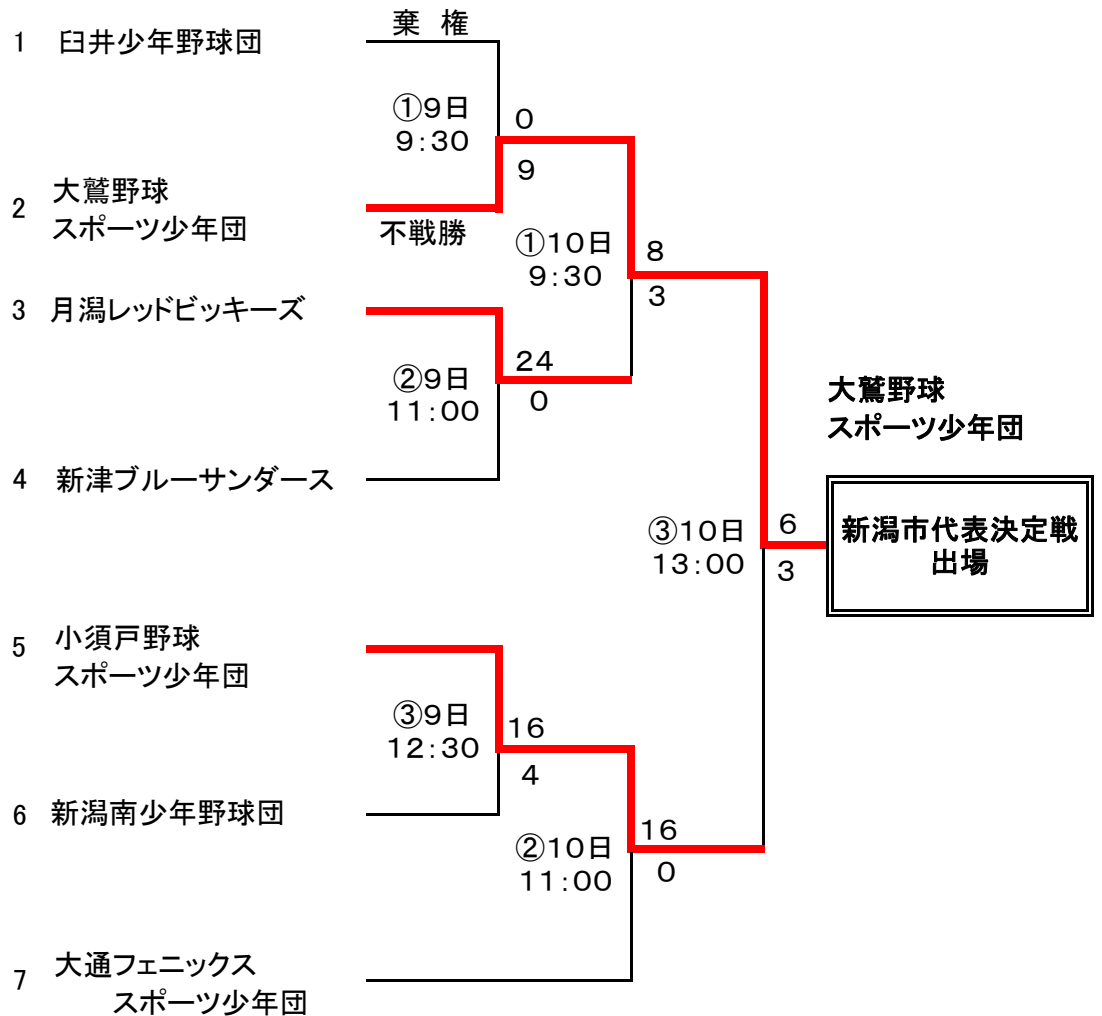 棄 権
1 臼井少年野球団
①9日
9:30
0
9
2 大鷲野球
スポーツ少年団
不戦勝
①10日
9:30
8
3
3 月潟レッドビッキーズ
②9日
11:00
24
0
4 新津ブルーサンダース
大鷲野球
スポーツ少年団
③10日
13:00
6
3
新潟市代表決定戦
出場
5 小須戸野球
スポーツ少年団
③9日
12:30
16
4
6 新潟南少年野球団
②10日
11:00
16
0
7 大通フェニックス
スポーツ少年団